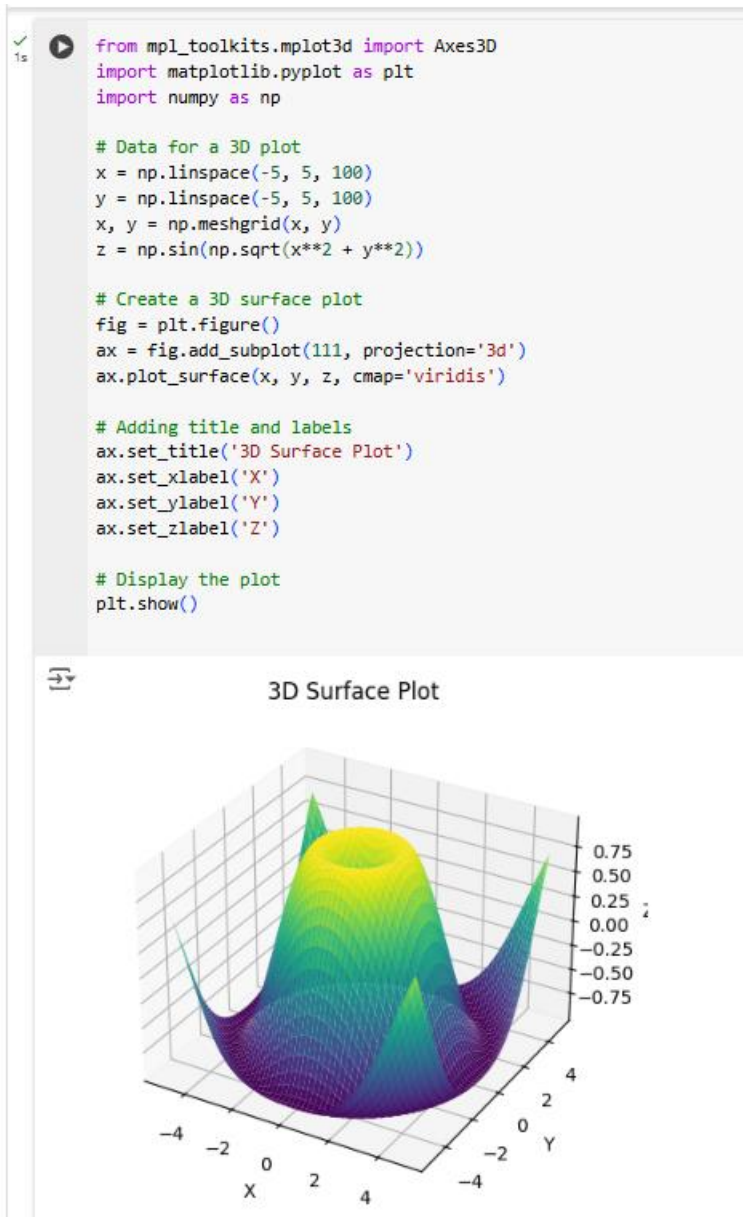 1s
from mpl_toolkits.mplot3d import Axes3D
import matplotlib.pyplot as plt
import numpy as np
# Data for a 3D plot
x = np.linspace(-5, 5, 100)
y = np.linspace(-5, 5, 100)
x, y = np.meshgrid(x, y)
z = np.sin(np.sqrt(x**2 + y**2))
# Create a 3D surface plot
fig = plt.figure()
ax = fig.add_subplot(111, projection='3d')
ax.plot_surface(x, y, z, cmap='viridis')
# Adding title and labels
ax.set_title('3D Surface Plot')
ax.set_xlabel('X')
ax.set_ylabel('Y')
ax.set_zlabel('Z')
# Display the plot
plt.show()
3D Surface Plot
0.75
0.50
0.25
0.00
−0.25
−0.50
−0.75
−4
−2
0
2
4
X
−4
−2
0
2
4
Y